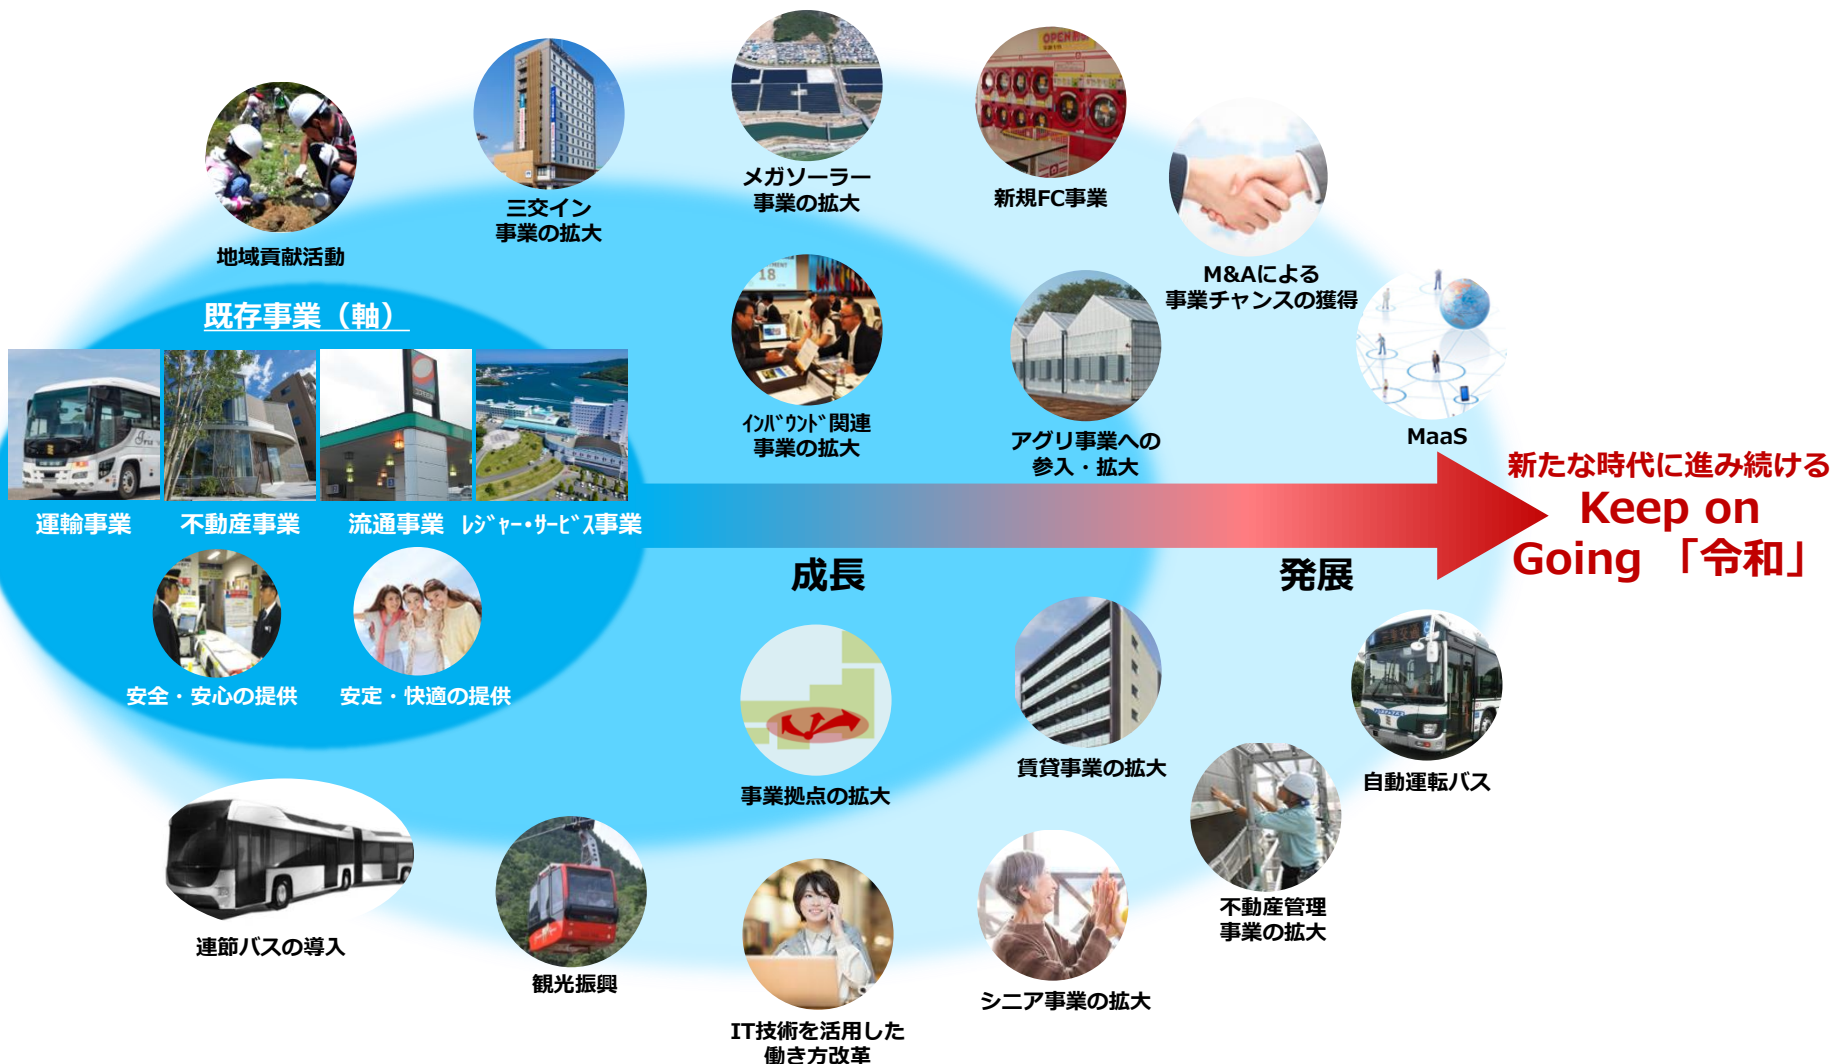 地域貢献活動
三交イン
事業の拡大
メガソーラー
事業の拡大
OPEN
新規FC事業
M&Aによる
事業チャンスの獲得
既存事業（軸）
18
ｲﾝﾊﾞｳﾝﾄﾞ関連
事業の拡大
アグリ事業への
参入・拡大
MaaS
運輸事業
不動産事業
流通事業
ﾚｼﾞｬｰ・ｻｰﾋﾞｽ事業
新たな時代に進み続ける
Keep on
Going 「令和」
成長
発展
安全・安心の提供
安定・快適の提供
事業拠点の拡大
賃貸事業の拡大
三重交通
自動運転バス
連節バスの導入
観光振興
IT技術を活用した
働き方改革
シニア事業の拡大
不動産管理
事業の拡大